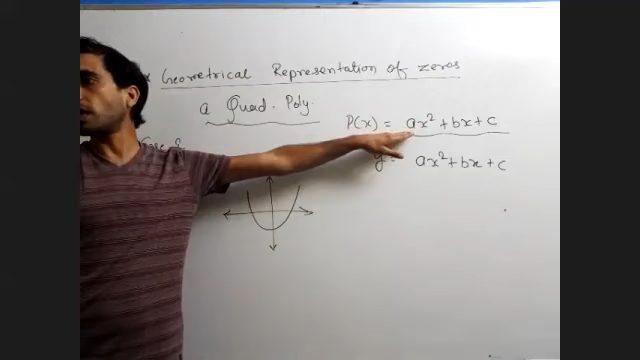 Geometrical Representation of zeros
a Quad. Poly.
P(x) = ax² + bx + c
y = ax² + bx + c